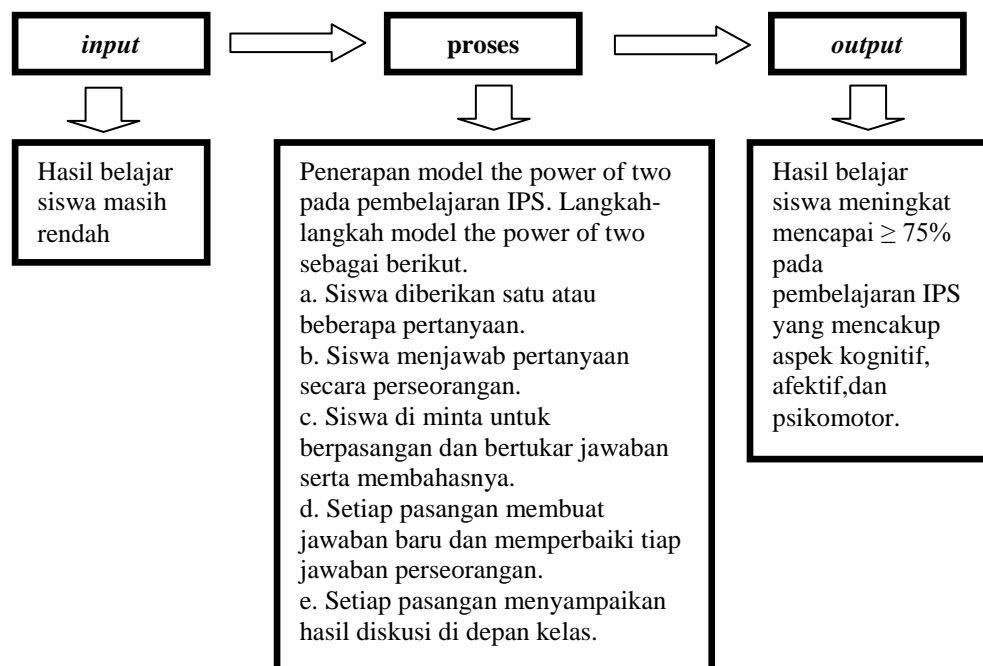 input
proses
output
Hasil belajar
siswa masih
rendah
Penerapan model the power of two
pada pembelajaran IPS. Langkah-
langkah model the power of two
sebagai berikut.
a. Siswa diberikan satu atau
beberapa pertanyaan.
b. Siswa menjawab pertanyaan
secara perseorangan.
c. Siswa di minta untuk
berpasangan dan bertukar jawaban
serta membahasnya.
d. Setiap pasangan membuat
jawaban baru dan memperbaiki tiap
jawaban perseorangan.
e. Setiap pasangan menyampaikan
hasil diskusi di depan kelas.
Hasil belajar
siswa meningkat
mencapai ≥ 75%
pada
pembelajaran IPS
yang mencakup
aspek kognitif,
afektif,dan
psikomotor.